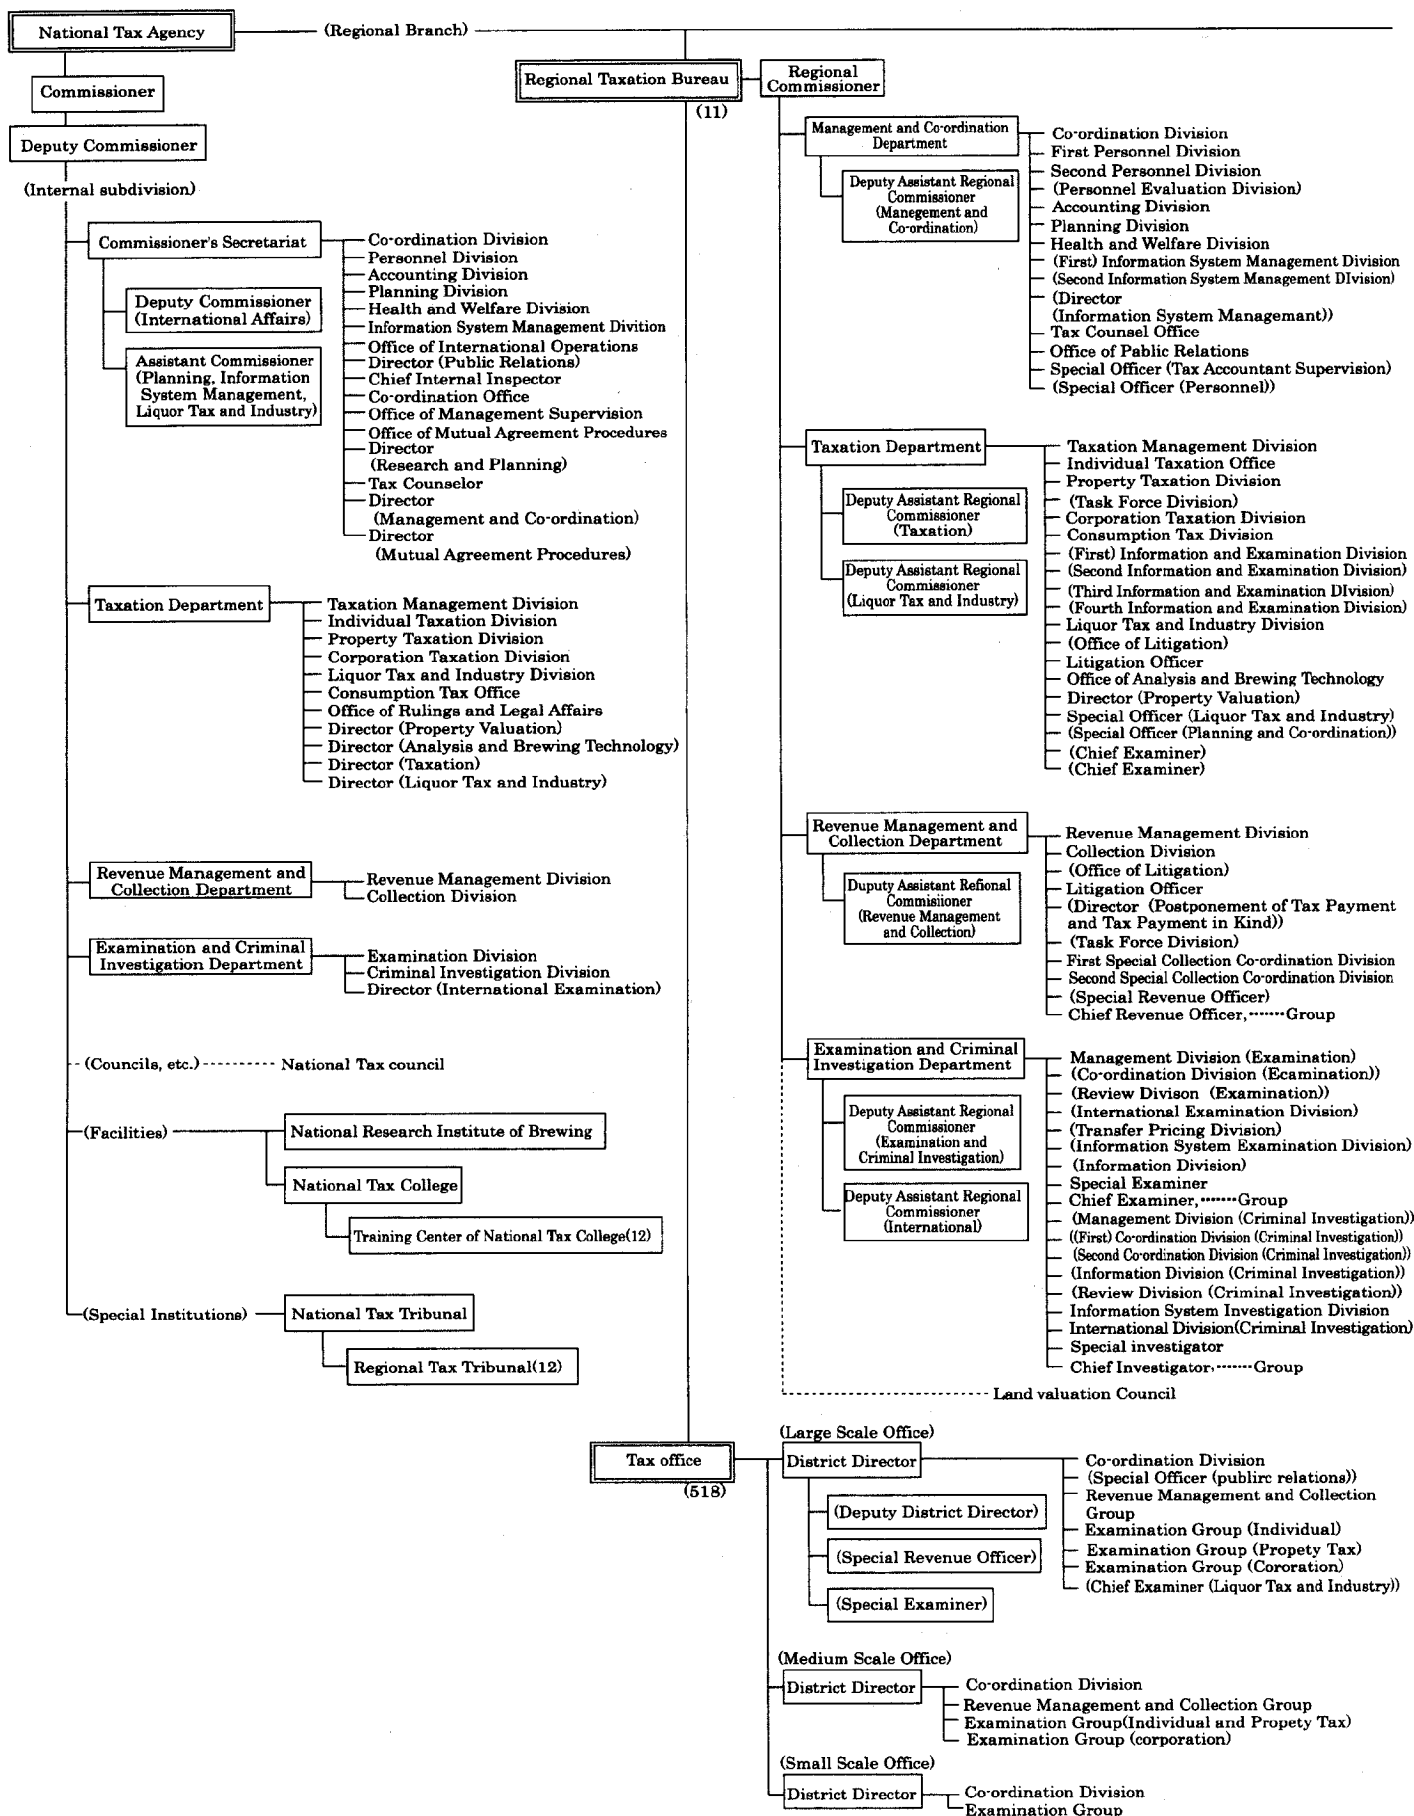 National Tax Agency
(Regional Branch)
Commissioner
Deputy Commissioner
(Internal subdivision)
Commissioner's Secretariat
Deputy Commissioner
(International Affairs)
Assistant Commissioner
(Planning, Information
System Management,
Liquor Tax and Industry)
Co-ordination Division
Personnel Division
Accounting Division
Planning Division
Health and Welfare Division
Information System Management Divition
Office of International Operations
Director (Public Relations)
Chief Internal Inspector
Co-ordination Office
Office of Management Supervision
Office of Mutual Agreement Procedures
Director
(Research and Planning)
Tax Counselor
Director
(Management and Co-ordination)
Director
(Mutual Agreement Procedures)
Taxation Department
Taxation Management Division
Individual Taxation Division
Property Taxation Division
Corporation Taxation Division
Liquor Tax and Industry Division
Consumption Tax Office
Office of Rulings and Legal Affairs
Director (Property Valuation)
Director (Analysis and Brewing Technology)
Director (Taxation)
Director (Liquor Tax and Industry)
Revenue Management and
Collection Department
Revenue Management Division
Collection Division
Examination and Criminal
Investigation Department
Examination Division
Criminal Investigation Division
Director (International Examination)
(Councils, etc.) National Tax council
(Facilities)
National Research Institute of Brewing
National Tax College
Training Center of National Tax College(12)
(Special Institutions)
National Tax Tribunal
Regional Tax Tribunal(12)
Regional Taxation Bureau
(11)
Regional
Commissioner
Management and Co-ordination
Department
Deputy Assistant Regional
Commissioner
(Manegement and
Co-ordination)
Co-ordination Division
First Personnel Division
Second Personnel Division
(Personnel Evaluation Division)
Accounting Division
Planning Division
Health and Welfare Division
(First) Information System Management Division
(Second Information System Management DIvision)
(Director
(Information System Managemant))
Tax Counsel Office
Office of Pablic Relations
Special Officer (Tax Accountant Supervision)
(Special Officer (Personnel))
Taxation Department
Deputy Assistant Regional
Commissioner
(Taxation)
Deputy Assistant Regional
Commissioner
(Liquor Tax and Industry)
Taxation Management Division
Individual Taxation Office
Property Taxation Division
(Task Force Division)
Corporation Taxation Division
Consumption Tax Division
(First) Information and Examination Division
(Second Information and Examination Division)
(Third Information and Examination DIvision)
(Fourth Information and Examination Division)
Liquor Tax and Industry Division
(Office of Litigation)
Litigation Officer
Office of Analysis and Brewing Technology
Director (Property Valuation)
Special Officer (Liquor Tax and Industry)
(Special Officer (Planning and Co-ordination))
(Chief Examiner)
(Chief Examiner)
Revenue Management and
Collection Department
Duputy Assistant Refional
Commisiioner
(Revenue Management
and Collection)
Revenue Management Division
Collection Division
(Office of Litigation)
Litigation Officer
(Director (Postponement of Tax Payment
and Tax Payment in Kind))
(Task Force Division)
First Special Collection Co-ordination Division
Second Special Collection Co-ordination Division
(Special Revenue Officer)
Chief Revenue Officer,·······Group
Examination and Criminal
Investigation Department
Deputy Assistant Regional
Commissioner
(Examination and
Criminal Investigation)
Deputy Assistant Regional
Commissioner
(International)
Management Division (Examination)
(Co-ordination Division (Ecamination))
(Review Divison (Examination))
(International Examination Division)
(Transfer Pricing Division)
(Information System Examination Division)
(Information Division)
Special Examiner
Chief Examiner,·······Group
(Management Division (Criminal Investigation))
((First) Co-ordination Division (Criminal Investigation))
(Second Co-ordination Division (Criminal Investigation))
(Information Division (Criminal Investigation))
(Review Division (Criminal Investigation))
Information System Investigation Division
International Division(Criminal Investigation)
Special investigator
Chief Investigator,·······Group
Land valuation Council
Tax office
(518)
(Large Scale Office)
District Director
(Deputy District Director)
(Special Revenue Officer)
(Special Examiner)
Co-ordination Division
(Special Officer (publirc relations))
Revenue Management and Collection
Group
Examination Group (Individual)
Examination Group (Propety Tax)
Examination Group (Cororation)
(Chief Examiner (Liquor Tax and Industry))
(Medium Scale Office)
District Director
Co-ordination Division
Revenue Management and Collection Group
Examination Group(Individual and Propety Tax)
Examination Group (corporation)
(Small Scale Office)
District Director
Co-ordination Division
Examination Group